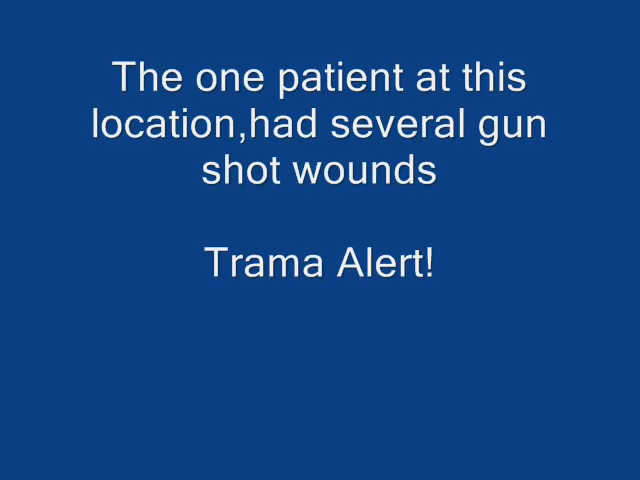 The one patient at this
location,had several gun
shot wounds
Trama Alert!